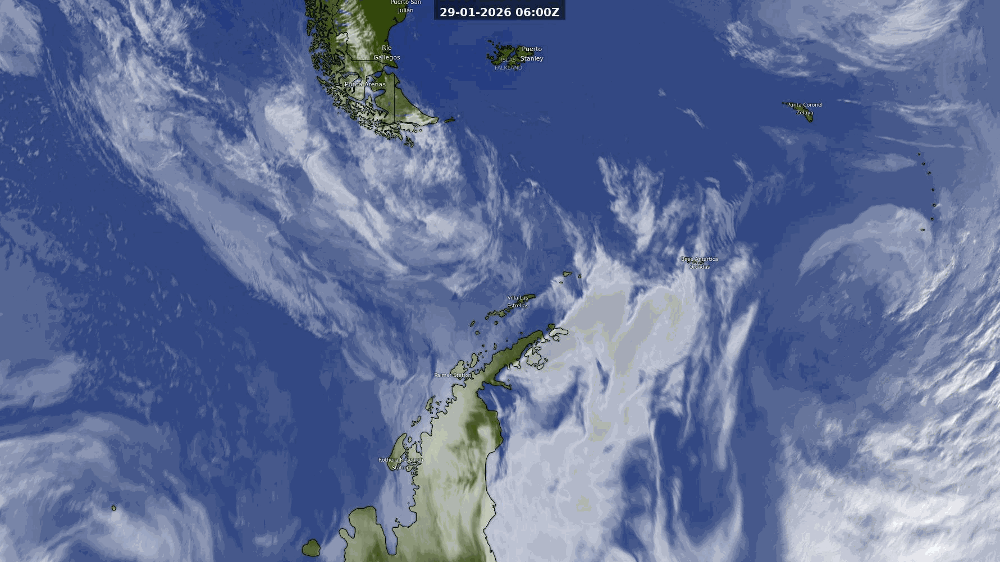 Puerto San
Julián
29-01-2026 06:00Z
Río
Gallegos
Puerto
Stanley
ISLAS
FALKLAND
Punta Arenas
Punta Coronel
Zelaya
Base Antartica
Orcadas
Villa Las
Estrellas
Palmer Station
Rothera Research
Station